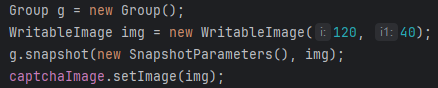 Group g = new Group();
WritableImage img = new WritableImage( i: 120, i1: 40);
g.snapshot(new SnapshotParameters(), img);
captchaImage.setImage(img);